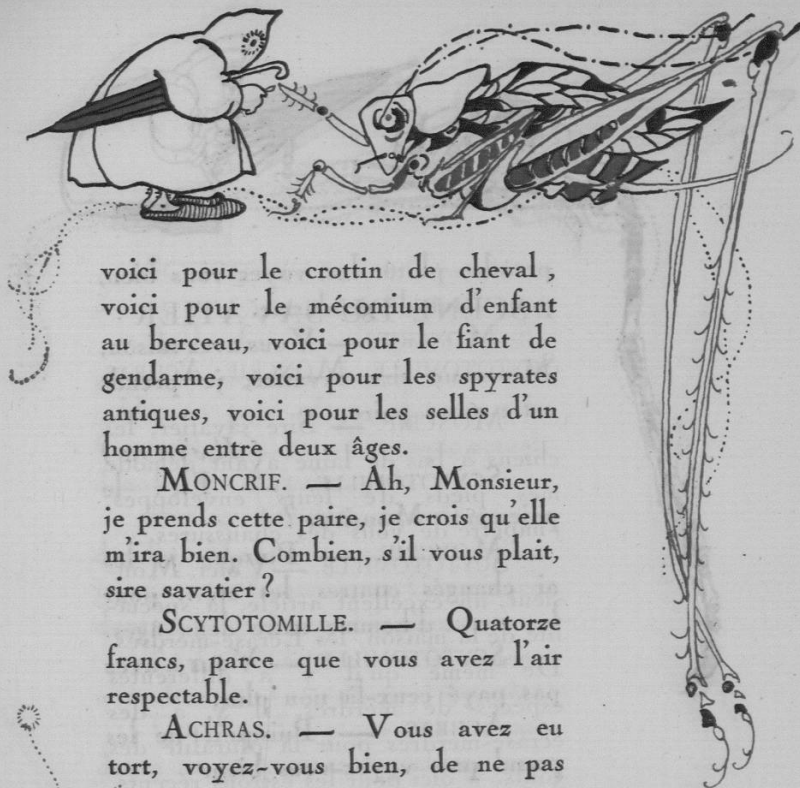 voici pour le crottin de cheval,
voici pour le mécomium d'enfant
au berceau, voici pour le fiant de
gendarme, voici pour les spyrates
antiques, voici pour les selles d'un
homme entre deux âges.
MONCRIF. — Ah, Monsieur,
je prends cette paire, je crois qu'elle
m'ira bien. Combien, s'il vous plait,
sire savatier ?
SCYTOTOMILLE. — Quatorze
francs, parce que vous avez l'air
respectable.
ACHRAS. — Vous avez eu
tort, voyez-vous bien, de ne pas